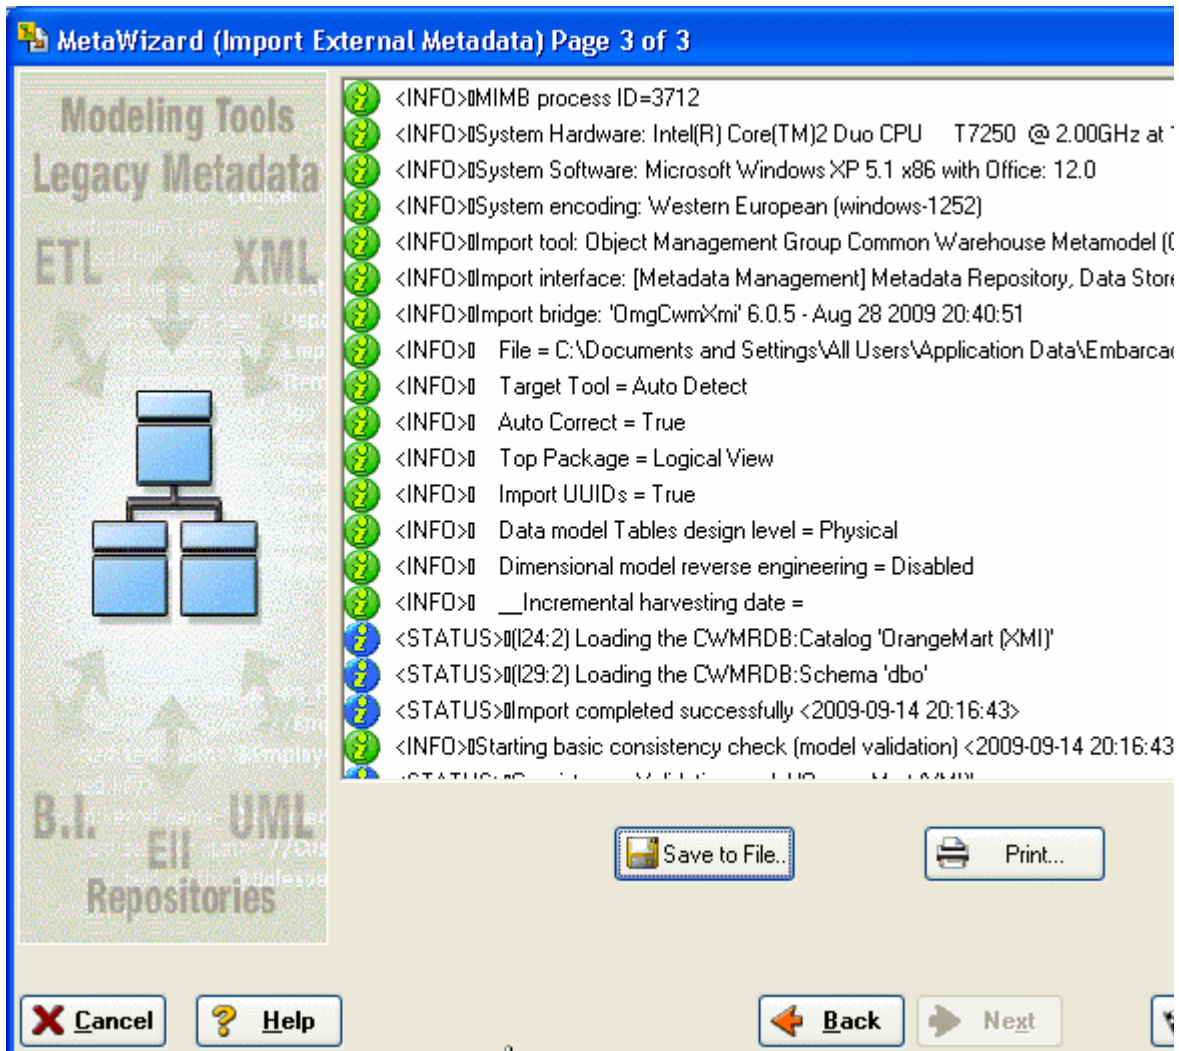 MetaWizard (Import External Metadata) Page 3 of 3
Modeling Tools
Legacy Metadata
ETL XML
B.I. UML
EII
Repositories
<INFO> MIMB process ID=3712
<INFO> System Hardware: Intel(R) Core(TM)2 Duo CPU T7250 @ 2.00GHz at
<INFO> System Software: Microsoft Windows XP 5.1 x86 with Office: 12.0
<INFO> System encoding: Western European (windows-1252)
<INFO> Import tool: Object Management Group Common Warehouse Metamodel (
<INFO> Import interface: [Metadata Management] Metadata Repository, Data Store
<INFO> Import bridge: 'OmgCwmXmi' 6.0.5 - Aug 28 2009 20:40:51
<INFO> File = C:\Documents and Settings\All Users\Application Data\Embarcad
<INFO> Target Tool = Auto Detect
<INFO> Auto Correct = True
<INFO> Top Package = Logical View
<INFO> Import UUIDs = True
<INFO> Data model Tables design level = Physical
<INFO> Dimensional model reverse engineering = Disabled
<INFO> __Incremental harvesting date =
<STATUS> (l24:2) Loading the CWMRDB:Catalog 'OrangeMart (XMI)'
<STATUS> (l29:2) Loading the CWMRDB:Schema 'dbo'
<STATUS> Import completed successfully <2009-09-14 20:16:43>
<INFO> Starting basic consistency check (model validation) <2009-09-14 20:16:43
Save to File..
Print...
Cancel
Help
Back
Next